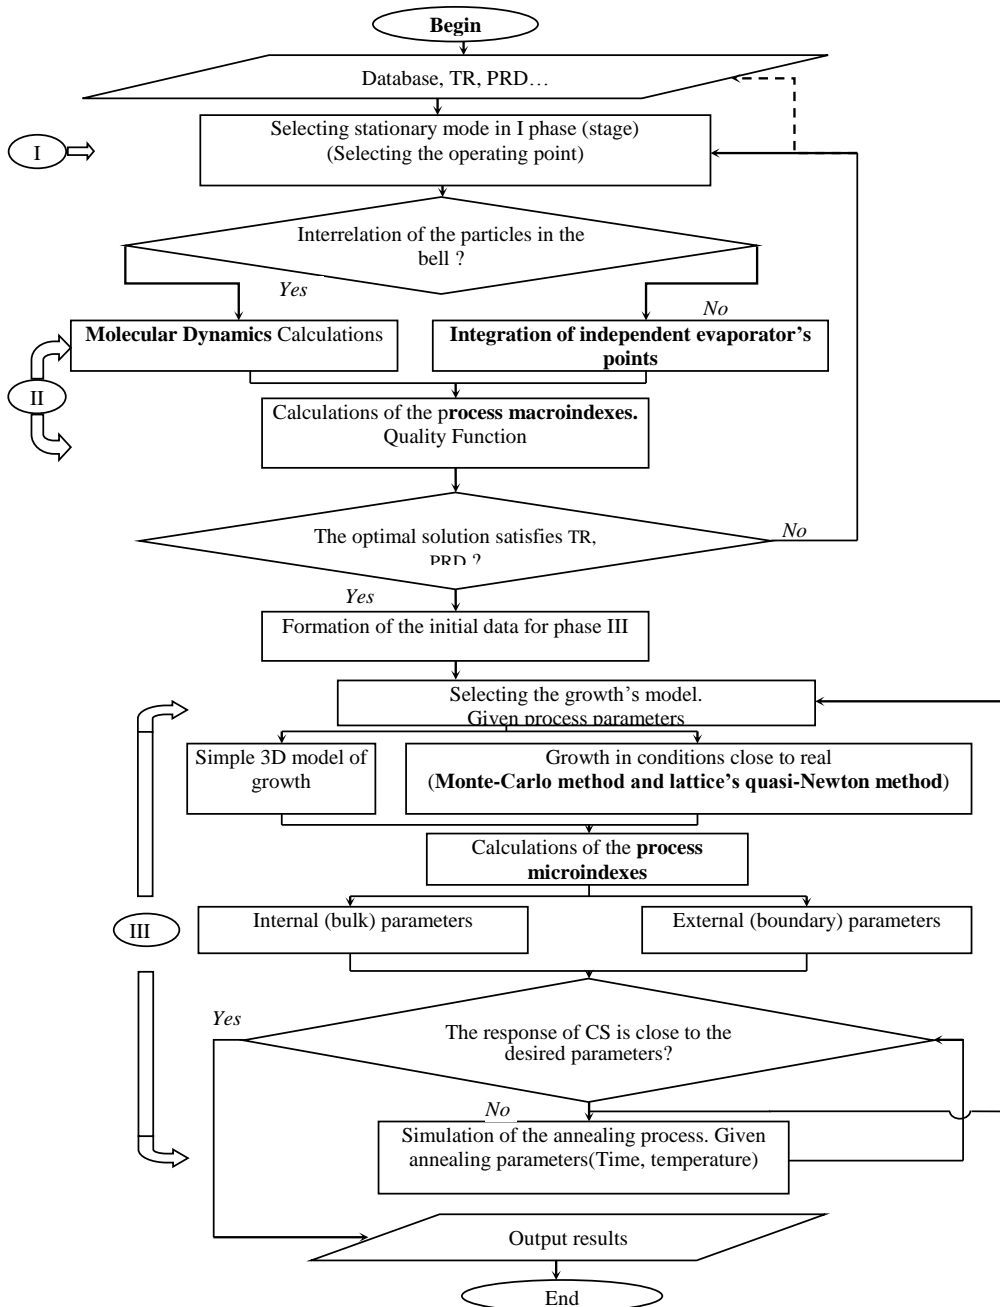 Begin
Database, TR, PRD…
Selecting stationary mode in I phase (stage)
(Selecting the operating point)
I
Interrelation of the particles in the
bell ?
Yes
No
Molecular Dynamics Calculations
Integration of independent evaporator's
points
II
Calculations of the process macroindexes.
Quality Function
The optimal solution satisfies TR,
PRD ?
No
Yes
Formation of the initial data for phase III
Selecting the growth's model.
Given process parameters
Simple 3D model of
growth
Growth in conditions close to real
(Monte-Carlo method and lattice's quasi-Newton method)
Calculations of the process
microindexes
Internal (bulk) parameters
External (boundary) parameters
III
Yes
The response of CS is close to the
desired parameters?
No
Simulation of the annealing process. Given
annealing parameters(Time, temperature)
Output results
End